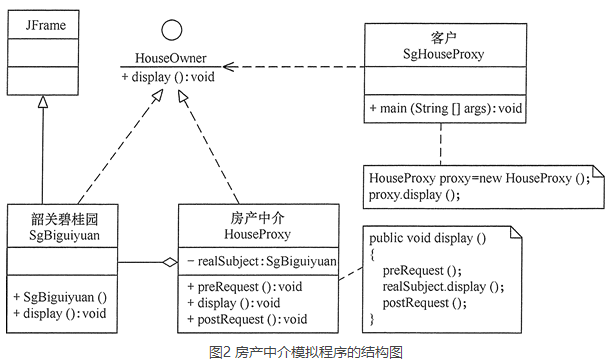 JFrame
HouseOwner
+ display ():void
客户
SgHouseProxy
+ main (String [] args):void
HouseProxy proxy=new HouseProxy ();
proxy.display ();
韶关碧桂园
SgBiguiyuan
+ SgBiguiyuan ()
+ display ():void
房产中介
HouseProxy
− realSubject:SgBiguiyuan
+ preRequest ():void
+ display ():void
+ postRequest ():void
public void display ()
{
preRequest ();
realSubject.display ();
postRequest ();
}
图2 房产中介模拟程序的结构图